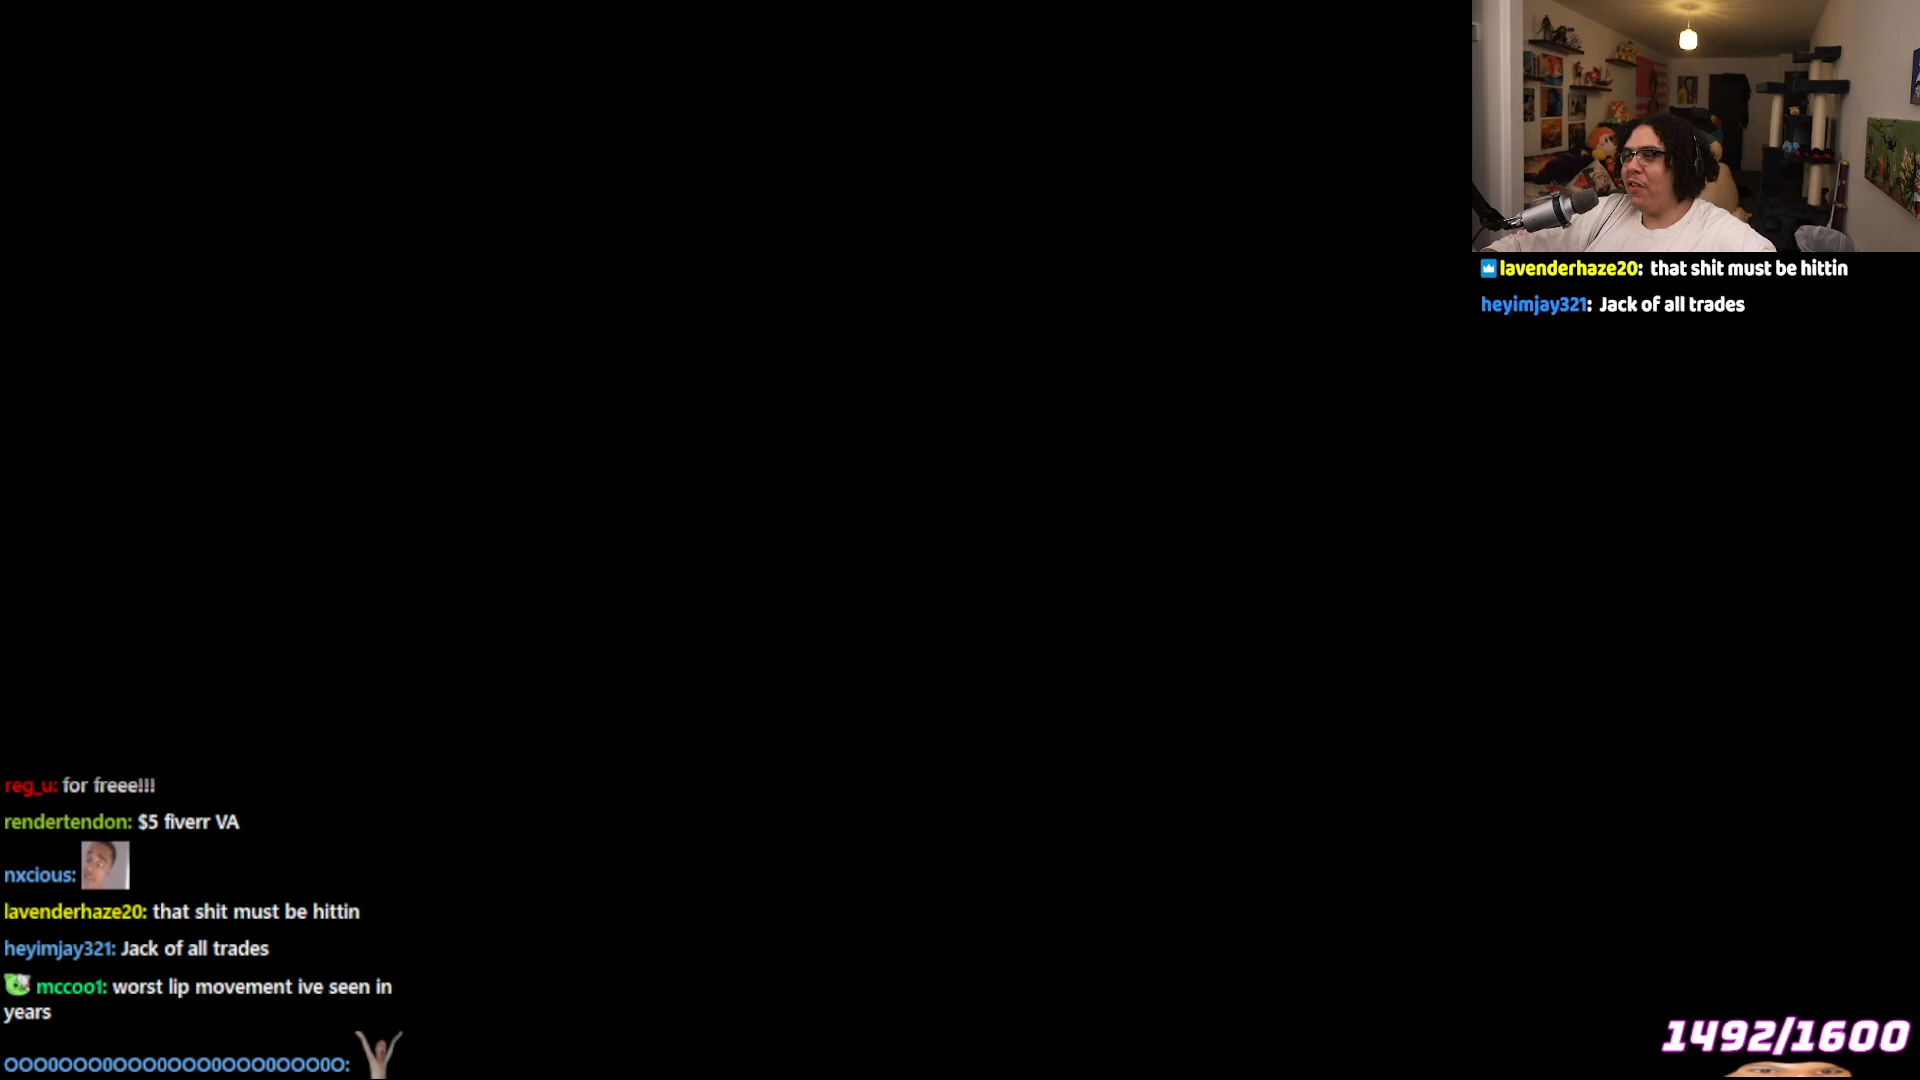 lavenderhaze20: that shit must be hittin
heyimjay321: Jack of all trades
reg_u: for freee!!!
rendertendon: $5 fiverr VA
nxcious:
lavenderhaze20: that shit must be hittin
heyimjay321: Jack of all trades
mccoo1: worst lip movement ive seen in
years
OOO0OOO0OOO0OOO0OOO0OOO0O:
1492/1600